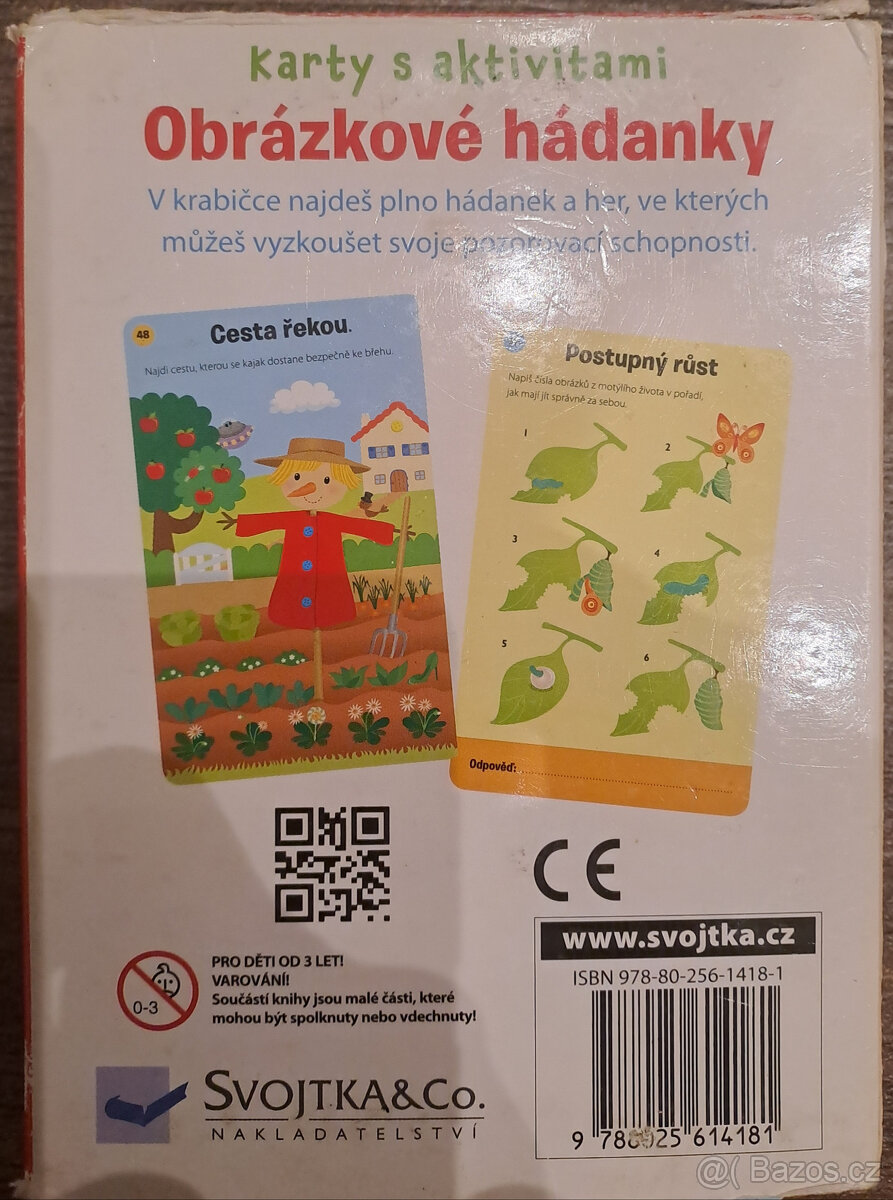 Karty s aktivitami
Obrázkové hádanky
V krabičce najdeš plno hádanek a her, ve kterých
můžeš vyzkoušet svoje pozorovací schopnosti.
48
Cesta řekou.
Najdi cestu, kterou se kajak dostane bezpečně ke břehu.
Postupný růst
Napiš čísla obrázků z motýlího života v pořadí,
jak mají jít správně za sebou.
1
2
3
4
5
6
Odpověď:
CE
www.svojtka.cz
ISBN 978-80-256-1418-1
0-3
PRO DĚTI OD 3 LET!
VAROVÁNÍ!
Součástí knihy jsou malé části, které
mohou být spolknuty nebo vdechnuty!
SVOJTKA&CO.
NAKLADATELSTVÍ
9 788025 614181
@( Bazos.cz